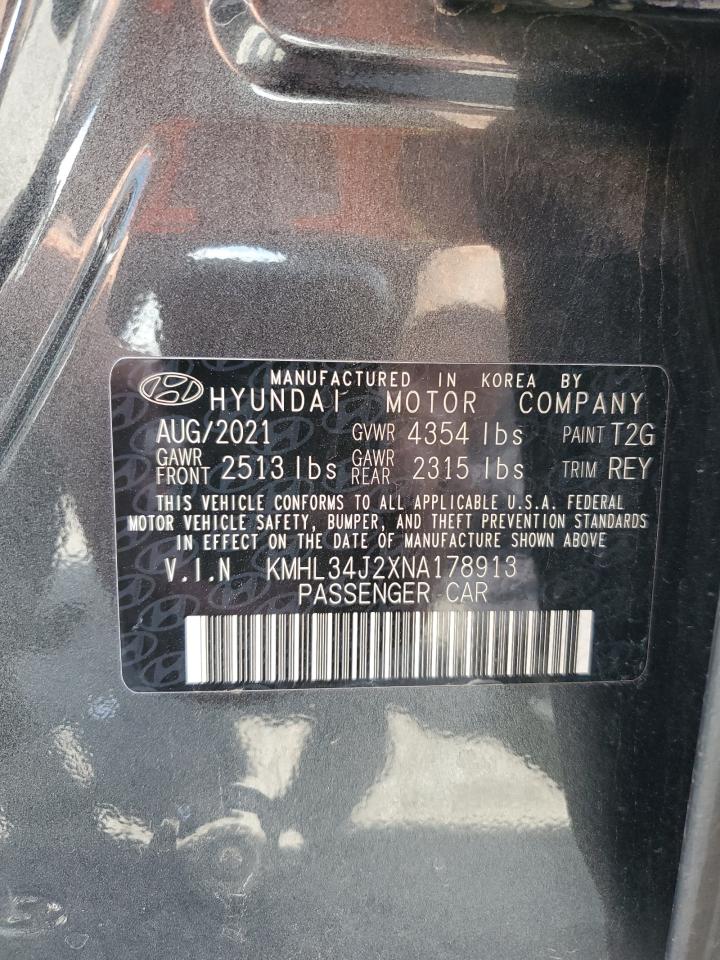 MANUFACTURED IN KOREA BY
HYUNDAI MOTOR COMPANY
AUG/2021 GVWR 4354 lbs PAINT T2G
GAWR FRONT 2513 lbs GAWR REAR 2315 lbs TRIM REY
THIS VEHICLE CONFORMS TO ALL APPLICABLE U.S.A. FEDERAL
MOTOR VEHICLE SAFETY, BUMPER, AND THEFT PREVENTION STANDARDS
IN EFFECT ON THE DATE OF MANUFACTURE SHOWN ABOVE
V.I.N KMHL34J2XNA178913
PASSENGER CAR